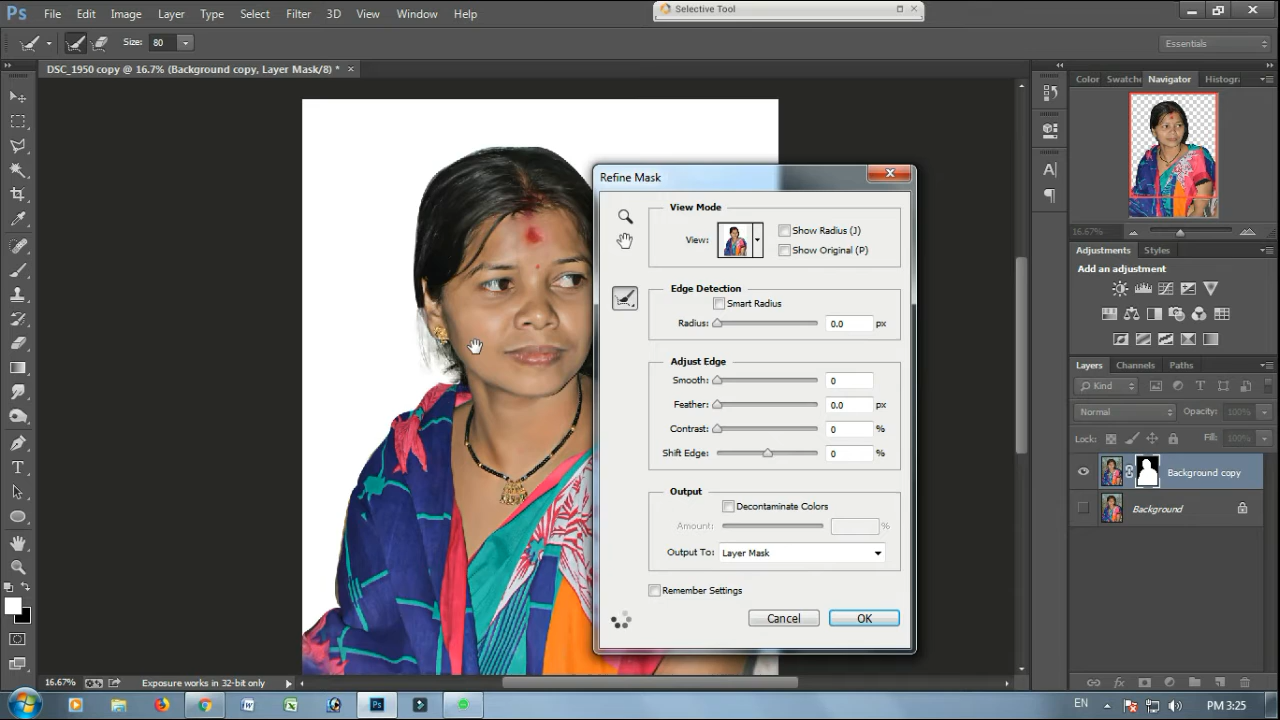 Ps File Edit Image Layer Type Select Filter 3D View Window Help
Selective Tool
Size: 80
Essentials
DSC_1950 copy @ 16.7% (Background copy, Layer Mask/8) *
Color Swatche Navigator Histogr
16.67%
Refine Mask
View Mode
View:
Show Radius (J)
Show Original (P)
Edge Detection
Smart Radius
Radius: 0.0 px
Adjust Edge
Smooth: 0
Feather: 0.0 px
Contrast: 0 %
Shift Edge: 0 %
Output
Decontaminate Colors
Amount: %
Output To: Layer Mask
Remember Settings
Cancel OK
Adjustments Styles
Add an adjustment
Layers Channels Paths
Kind
Normal Opacity: 100%
Lock: Fill: 100%
Background copy
Background
16.67% Exposure works in 32-bit only
EN PM 3:25